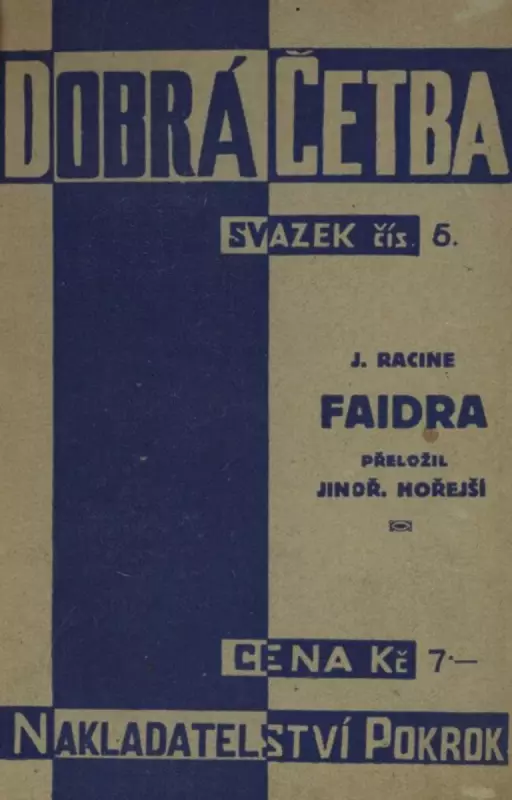 DOBRÁ ČETBA
SVAZEK čís. 6.
J. RACINE
FAIDRA
PŘELOŽIL
JINDŘ. HOŘEJŠÍ
CENA Kč 7·—
NAKLADATELSTVÍ POKROK